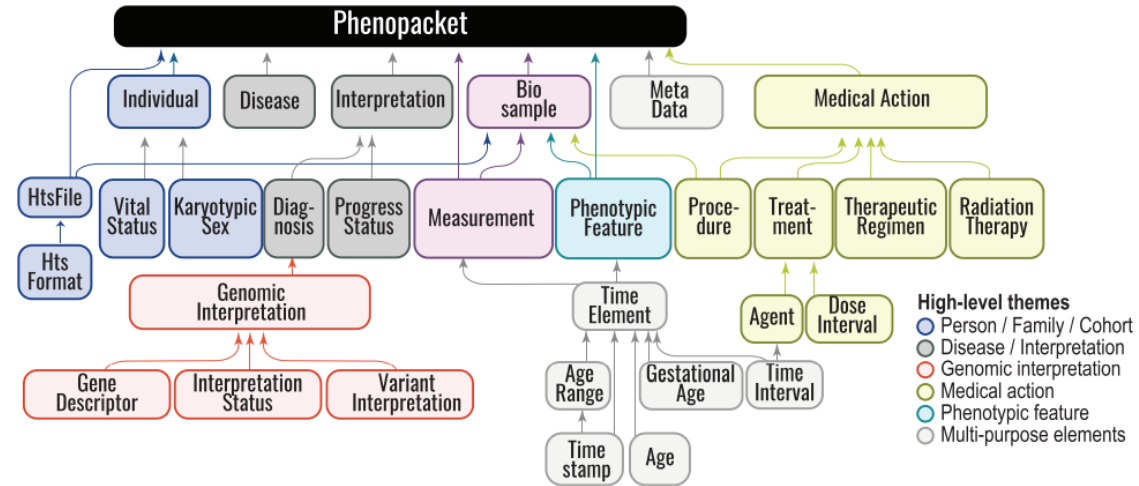 Phenopacket
Individual
Disease
Interpretation
Bio
sample
Meta
Data
Medical Action
HtsFile
Vital
Status
Karyotypic
Sex
Diag-
nosis
Progress
Status
Measurement
Phenotypic
Feature
Proce-
dure
Treat-
ment
Therapeutic
Regimen
Radiation
Therapy
Hts
Format
Genomic
Interpretation
Time
Element
Agent
Dose
Interval
Gene
Descriptor
Interpretation
Status
Variant
Interpretation
Age
Range
Gestational
Age
Time
Interval
Time
stamp
Age
High-level themes
Person / Family / Cohort
Disease / Interpretation
Genomic interpretation
Medical action
Phenotypic feature
Multi-purpose elements